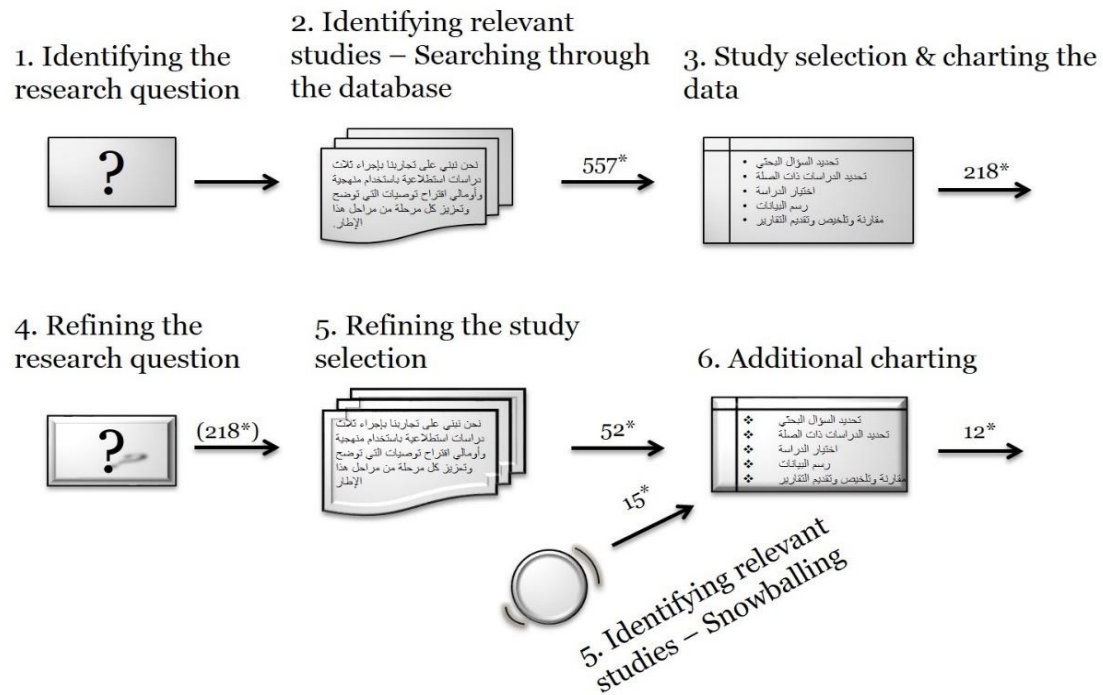 1. Identifying the
research question
2. Identifying relevant
studies – Searching through
the database
3. Study selection & charting the
data
?
نحن نبني على تجاربنا بإجراء ثلاث
دراسات استطلاعية باستخدام منهجية
وأومالي اقتراح توصيات التي توضح
وتعزيز كل مرحلة من مراحل هذا
الإطار.
557*
• تحديد السؤال البحثي
• تحديد الدراسات ذات الصلة
• اختيار الدراسة
• رسم البيانات
• مقارنة وتلخيص وتقديم التقارير
218*
4. Refining the
research question
5. Refining the study
selection
6. Additional charting
?
(218*)
نحن نبني على تجاربنا بإجراء ثلاث
دراسات استطلاعية باستخدام منهجية
وأومالي اقتراح توصيات التي توضح
وتعزيز كل مرحلة من مراحل هذا
الإطار
52*
❖ تحديد السؤال البحثي
❖ تحديد الدراسات ذات الصلة
❖ اختيار الدراسة
❖ رسم البيانات
❖ مقارنة وتلخيص وتقديم التقارير
12*
15*
5. Identifying relevant
studies – Snowballing